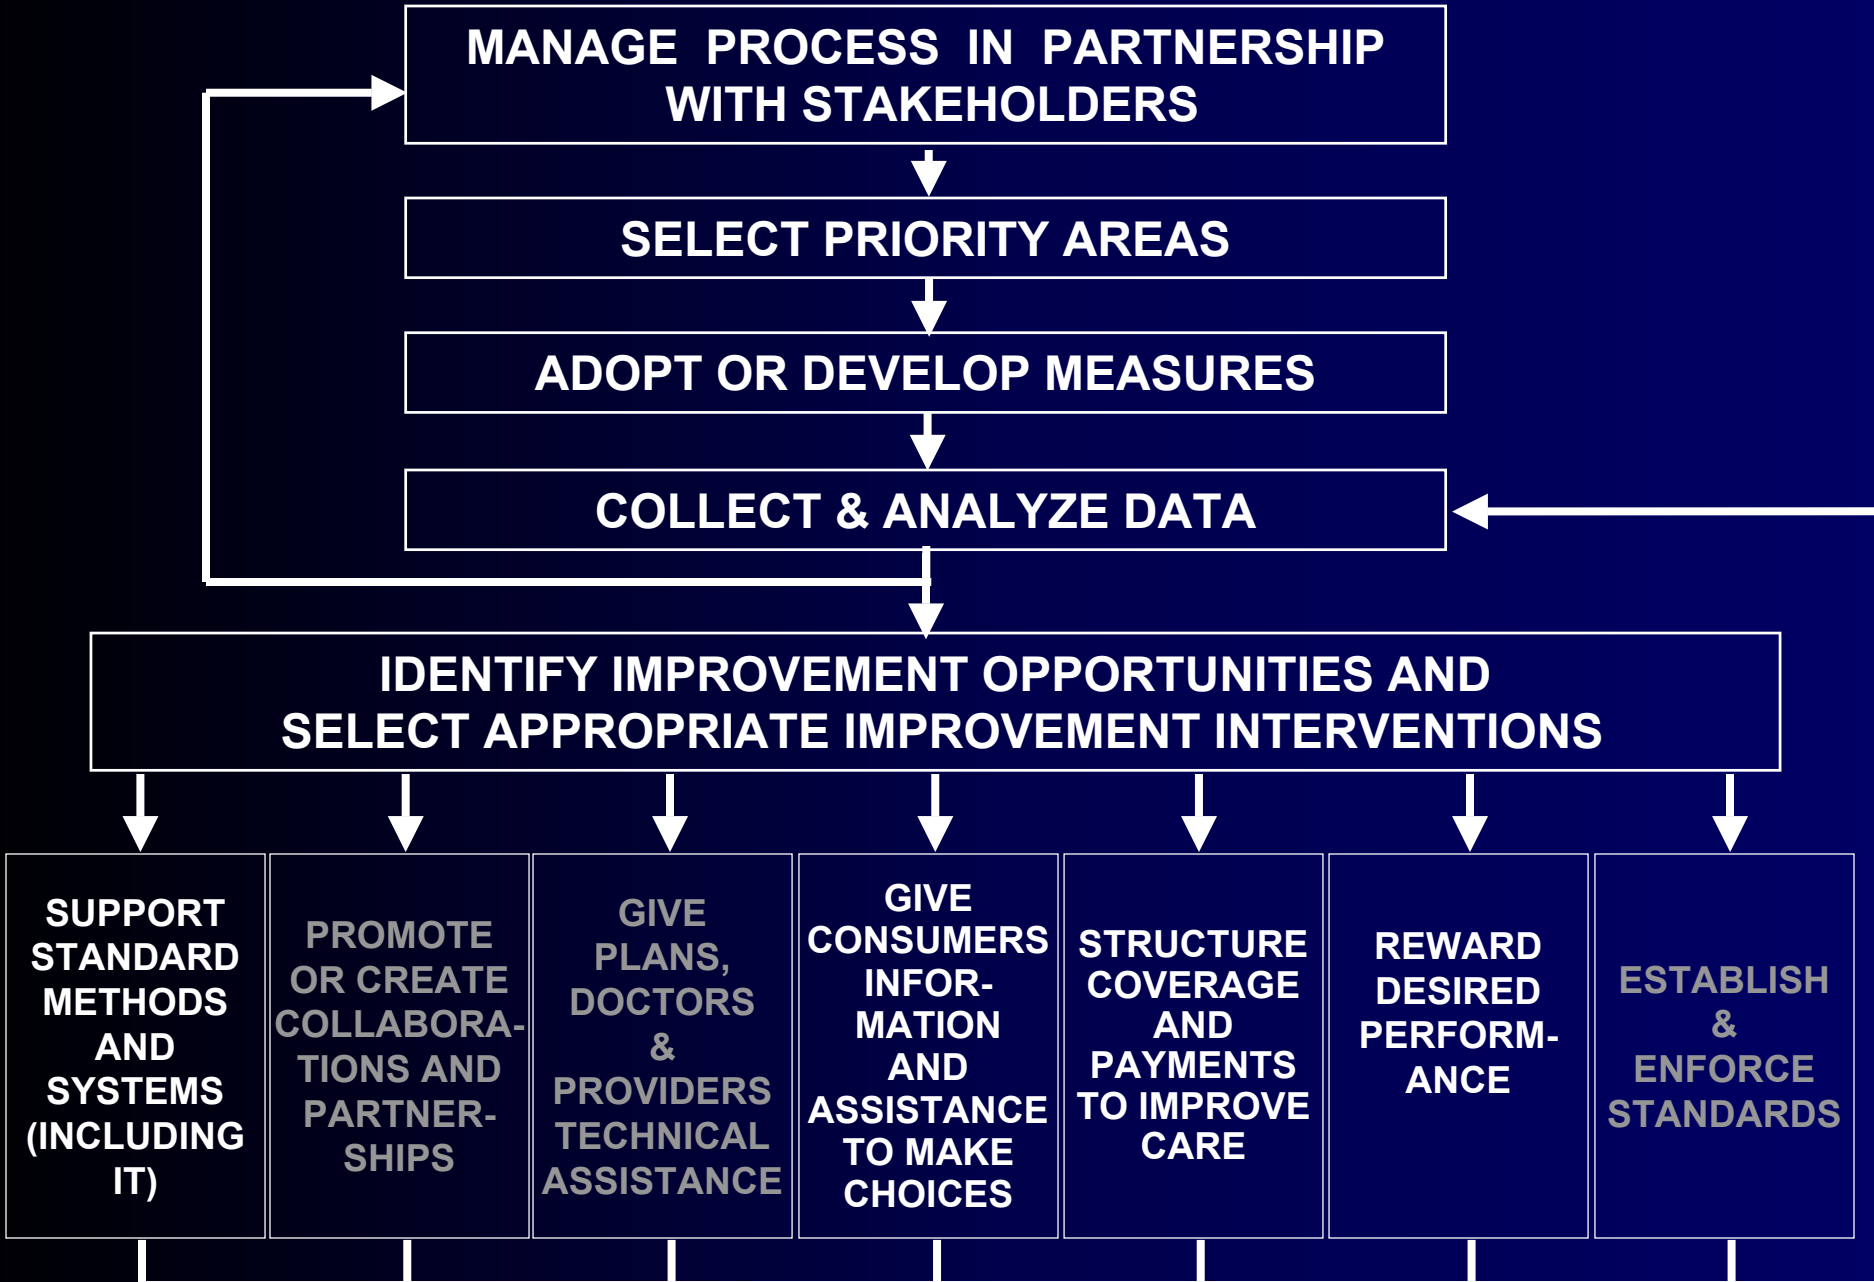 MANAGE PROCESS IN PARTNERSHIP
WITH STAKEHOLDERS
SELECT PRIORITY AREAS
ADOPT OR DEVELOP MEASURES
COLLECT & ANALYZE DATA
IDENTIFY IMPROVEMENT OPPORTUNITIES AND
SELECT APPROPRIATE IMPROVEMENT INTERVENTIONS
SUPPORT
STANDARD
METHODS
AND
SYSTEMS
(INCLUDING
IT)
PROMOTE
OR CREATE
COLLABORA-
TIONS AND
PARTNER-
SHIPS
GIVE
PLANS,
DOCTORS
&
PROVIDERS
TECHNICAL
ASSISTANCE
GIVE
CONSUMERS
INFOR-
MATION
AND
ASSISTANCE
TO MAKE
CHOICES
STRUCTURE
COVERAGE
AND
PAYMENTS
TO IMPROVE
CARE
REWARD
DESIRED
PERFORM-
ANCE
ESTABLISH
&
ENFORCE
STANDARDS